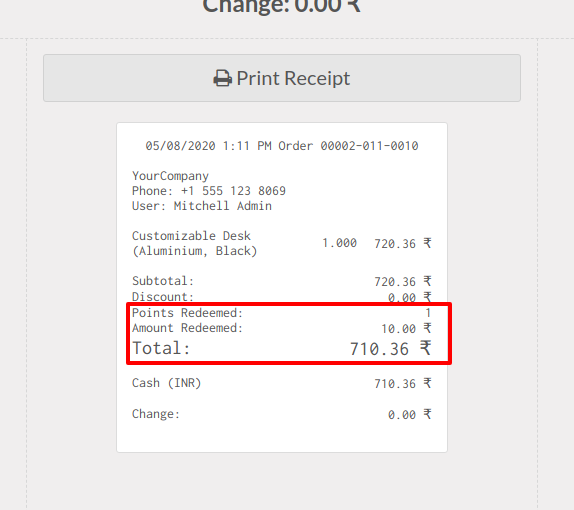 Change: 0.00 ₹
Print Receipt
05/08/2020 1:11 PM Order 00002-011-0010
YourCompany
Phone: +1 555 123 8069
User: Mitchell Admin
Customizable Desk (Aluminium, Black) 1.000 720.36 ₹
Subtotal: 720.36 ₹
Discount: 0.00 ₹
Points Redeemed: 1
Amount Redeemed: 10.00 ₹
Total: 710.36 ₹
Cash (INR) 710.36 ₹
Change: 0.00 ₹